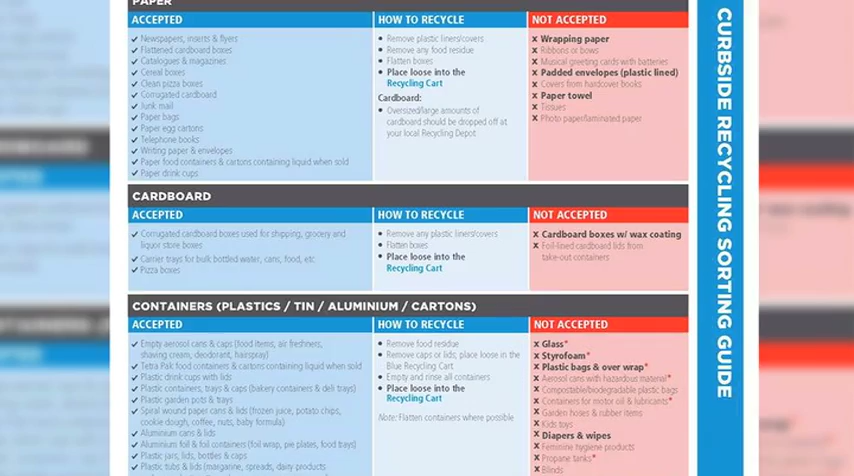 PAPER
ACCEPTED
✓ Newspapers, inserts & flyers
✓ Flattened cardboard boxes
✓ Catalogues & magazines
✓ Cereal boxes
✓ Clean pizza boxes
✓ Corrugated cardboard
✓ Junk mail
✓ Paper bags
✓ Paper egg cartons
✓ Telephone books
✓ Writing paper & envelopes
✓ Paper food containers & cartons containing liquid when sold
✓ Paper drink cups
HOW TO RECYCLE
• Remove plastic liners/covers
• Remove any food residue
• Flatten boxes
• Place loose into the
Recycling Cart
Cardboard:
• Oversized/large amounts of
cardboard should be dropped off at
your local Recycling Depot
NOT ACCEPTED
x Wrapping paper
x Ribbons or bows
x Musical greeting cards with batteries
x Padded envelopes (plastic lined)
x Covers from hardcover books
x Paper towel
x Tissues
x Photo paper/laminated paper
CARDBOARD
ACCEPTED
✓ Corrugated cardboard boxes used for shipping, grocery and
liquor store boxes
✓ Carrier trays for bulk bottled water, cans, food, etc
✓ Pizza boxes
HOW TO RECYCLE
• Remove any plastic liners/covers
• Flatten boxes
• Place loose into the
Recycling Cart
NOT ACCEPTED
x Cardboard boxes w/ wax coating
x Foil-lined cardboard lids from
take-out containers
CONTAINERS (PLASTICS / TIN / ALUMINIUM / CARTONS)
ACCEPTED
✓ Empty aerosol cans & caps (food items, air freshners,
shaving cream, deodorant, hairspray)
✓ Tetra Pak food containers & cartons containing liquid when sold
✓ Plastic drink cups with lids
✓ Plastic containers, trays & caps (bakery containers & deli trays)
✓ Plastic garden pots & trays
✓ Spiral wound paper cans & lids (frozen juice, potato chips,
cookie dough, coffee, nuts, baby formula)
✓ Aluminium cans & lids
✓ Aluminium foil & foil containers (foil wrap, pie plates, food trays)
✓ Plastic jars, lids, bottles & caps
✓ Plastic tubs & lids (margarine, spreads, dairy products
HOW TO RECYCLE
• Remove food residue
• Remove caps or lids; place loose in the
Blue Recycling Cart
• Empty and rinse all containers
• Place loose into the
Recycling Cart
Note: Flatten containers where possible
NOT ACCEPTED
x Glass*
x Styrofoam*
x Plastic bags & over wrap*
x Aerosol cans with hazardous material*
x Compostable/biodegradable plastic bags
x Containers for motor oil & lubricants*
x Garden hoses & rubber items
x Kids toys
x Diapers & wipes
x Feminine hygiene products
x Propane tanks*
x Blinds
CURBSIDE RECYCLING SORTING GUIDE